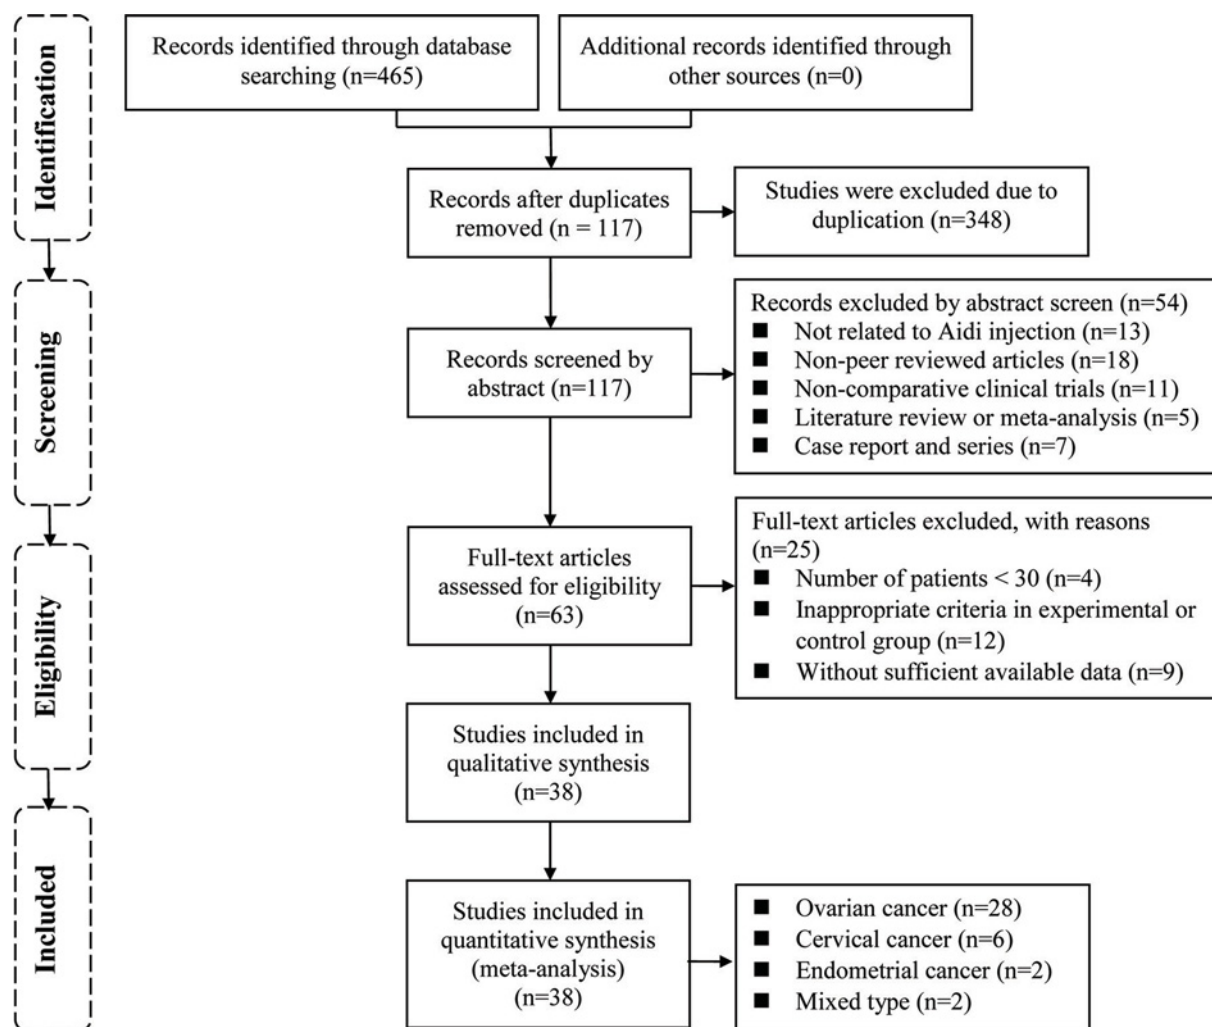 Identification
Records identified through database
searching (n=465)
Additional records identified through
other sources (n=0)
Records after duplicates
removed (n = 117)
Studies were excluded due to
duplication (n=348)
Screening
Records screened by
abstract (n=117)
Records excluded by abstract screen (n=54)
■ Not related to Aidi injection (n=13)
■ Non-peer reviewed articles (n=18)
■ Non-comparative clinical trials (n=11)
■ Literature review or meta-analysis (n=5)
■ Case report and series (n=7)
Eligibility
Full-text articles
assessed for eligibility
(n=63)
Full-text articles excluded, with reasons
(n=25)
■ Number of patients < 30 (n=4)
■ Inappropriate criteria in experimental or
control group (n=12)
■ Without sufficient available data (n=9)
Studies included in
qualitative synthesis
(n=38)
Included
Studies included in
quantitative synthesis
(meta-analysis)
(n=38)
■ Ovarian cancer (n=28)
■ Cervical cancer (n=6)
■ Endometrial cancer (n=2)
■ Mixed type (n=2)